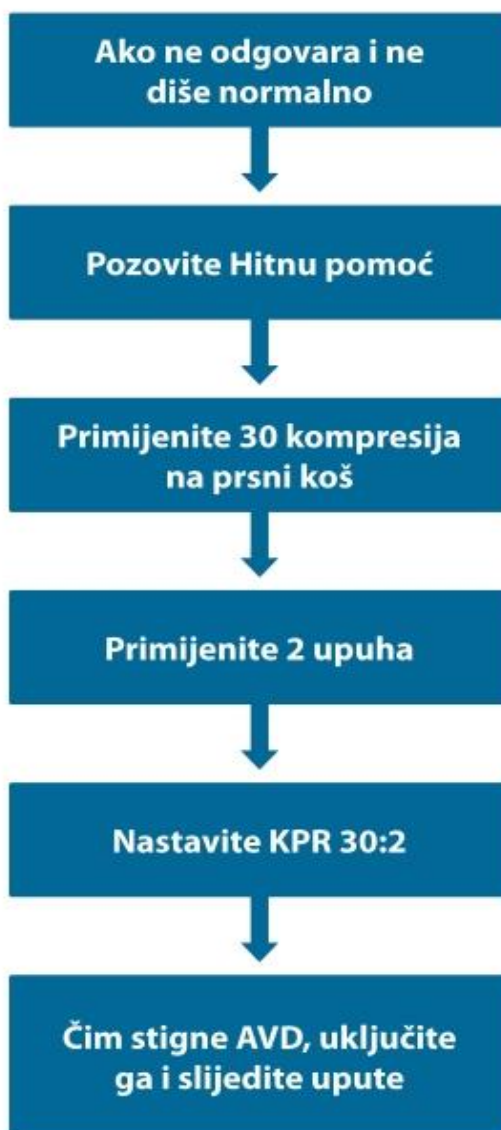 Ako ne odgovara i ne
diše normalno
Pozovite Hitnu pomoć
Primijenite 30 kompresija
na prsni koš
Primijenite 2 upuha
Nastavite KPR 30:2
Čim stigne AVD, uključite
ga i slijedite upute